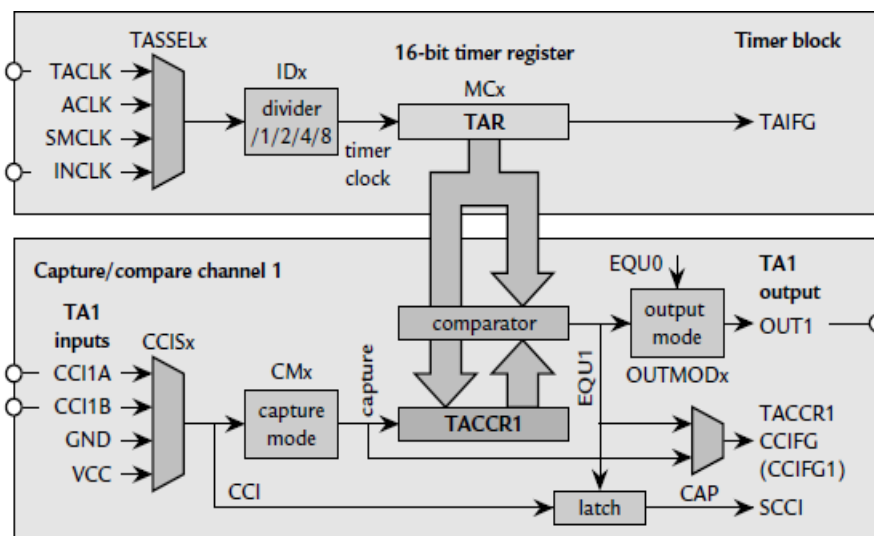 TASSELx
16-bit timer register
Timer block
TACLK
IDx
MCx
ACLK
divider
/1/2/4/8
TAR
TAIFG
SMCLK
timer
clock
INCLK
Capture/compare channel 1
EQU0
TA1
output
TA1
inputs
CCISx
comparator
output
mode
OUT1
CCI1A
CMx
capture
EQU1
OUTMODx
CCI1B
capture
mode
TACCR1
TACCR1
CCIFG
(CCIFG1)
GND
VCC
CCI
latch
CAP
SCCI